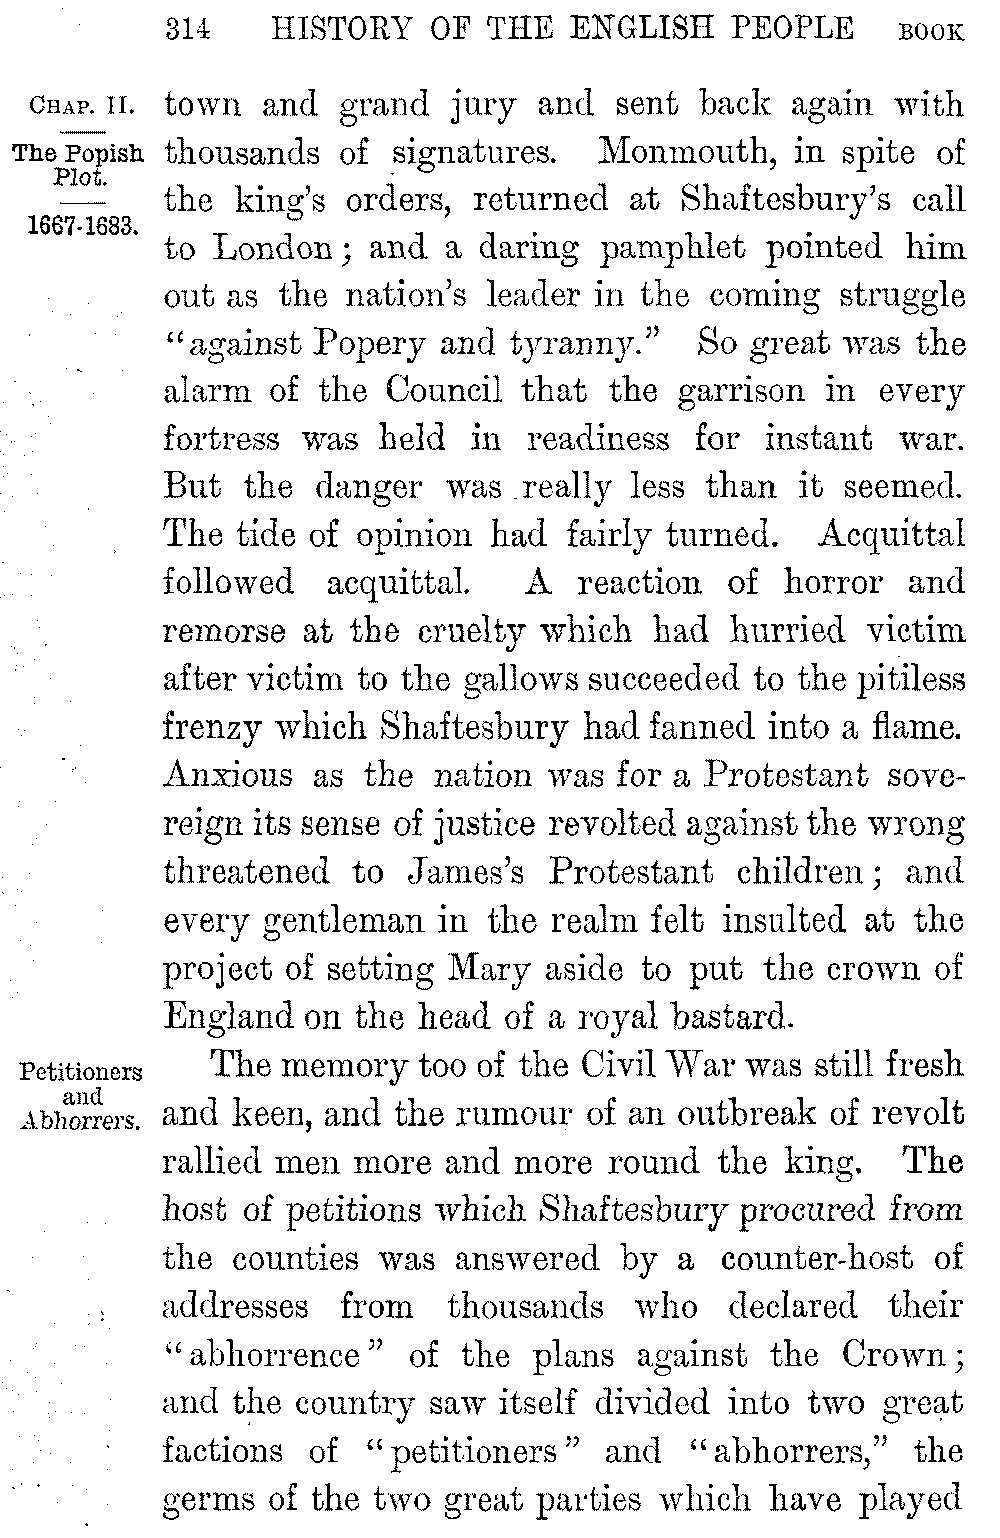 314 HISTORY OF THE ENGLISH PEOPLE BOOK
CHAP. II.
The Popish
Plot.
1667-1683.
town and grand jury and sent back again with
thousands of signatures. Monmouth, in spite of
the king's orders, returned at Shaftesbury's call
to London; and a daring pamphlet pointed him
out as the nation's leader in the coming struggle
"against Popery and tyranny." So great was the
alarm of the Council that the garrison in every
fortress was held in readiness for instant war.
But the danger was really less than it seemed.
The tide of opinion had fairly turned. Acquittal
followed acquittal. A reaction of horror and
remorse at the cruelty which had hurried victim
after victim to the gallows succeeded to the pitiless
frenzy which Shaftesbury had fanned into a flame.
Anxious as the nation was for a Protestant sove-
reign its sense of justice revolted against the wrong
threatened to James's Protestant children; and
every gentleman in the realm felt insulted at the
project of setting Mary aside to put the crown of
England on the head of a royal bastard.
Petitioners
and
Abhorrers.
The memory too of the Civil War was still fresh
and keen, and the rumour of an outbreak of revolt
rallied men more and more round the king. The
host of petitions which Shaftesbury procured from
the counties was answered by a counter-host of
addresses from thousands who declared their
"abhorrence" of the plans against the Crown;
and the country saw itself divided into two great
factions of "petitioners" and "abhorrers," the
germs of the two great parties which have played